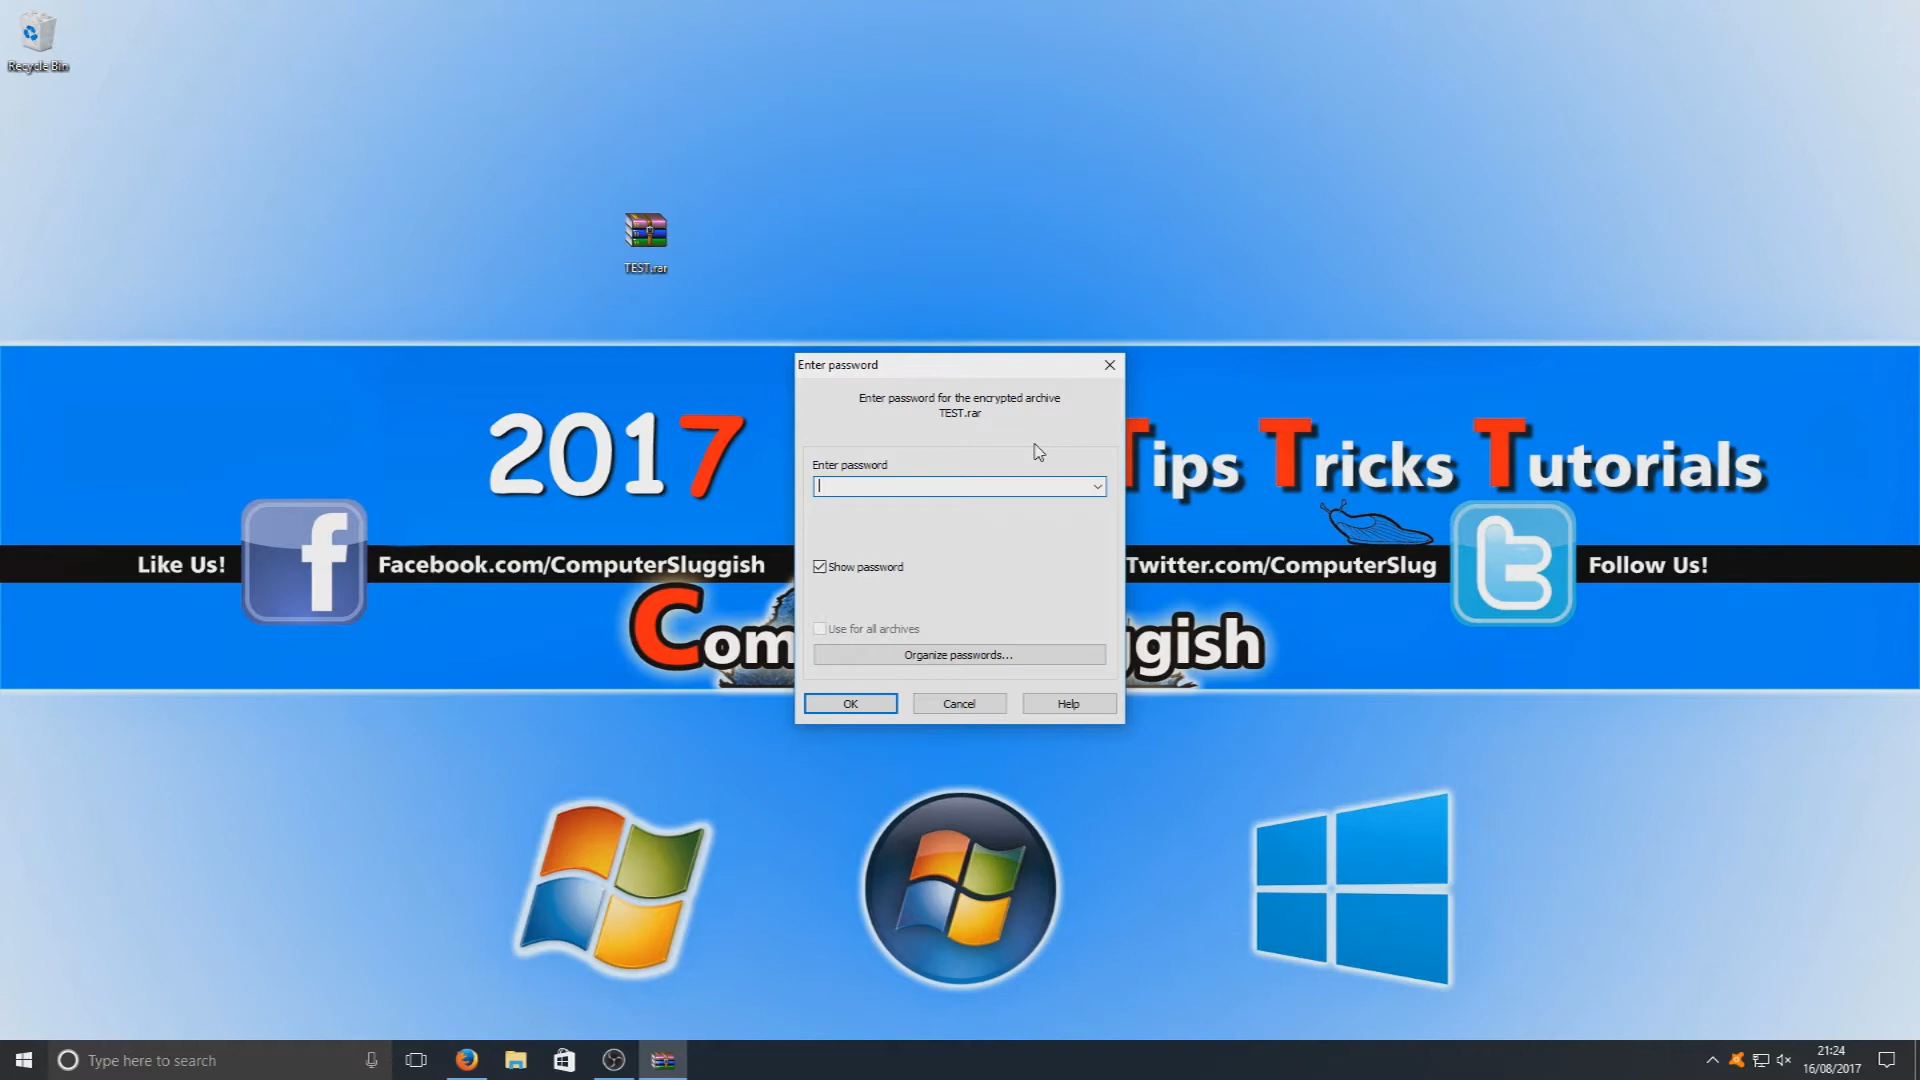 Recycle Bin
TEST.rar
2017
Tips Tricks Tutorials
Enter password
Enter password for the encrypted archive
TEST.rar
Enter password
Show password
Use for all archives
Organize passwords...
OK Cancel Help
Like Us!
Facebook.com/ComputerSluggish
Twitter.com/ComputerSlug
Follow Us!
Com
ggish
Type here to search
21:24
16/08/2017